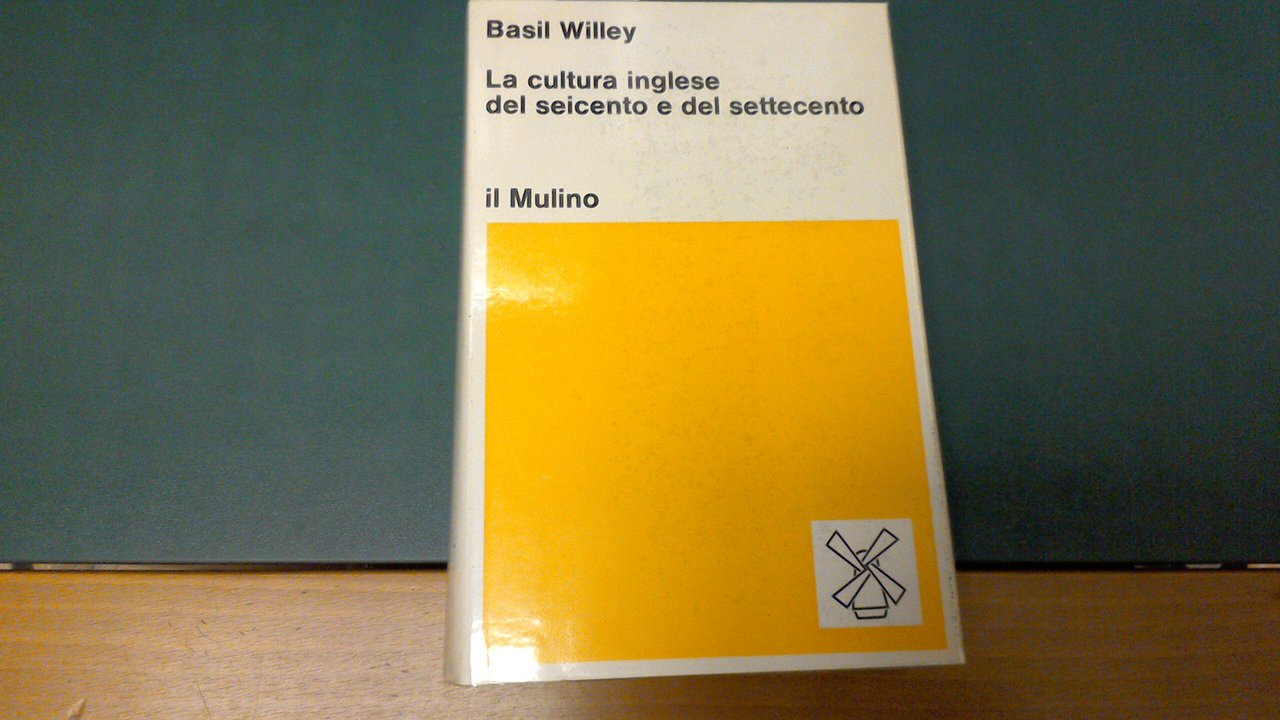 Basil Willey
La cultura inglese
del seicento e del settecento
il Mulino